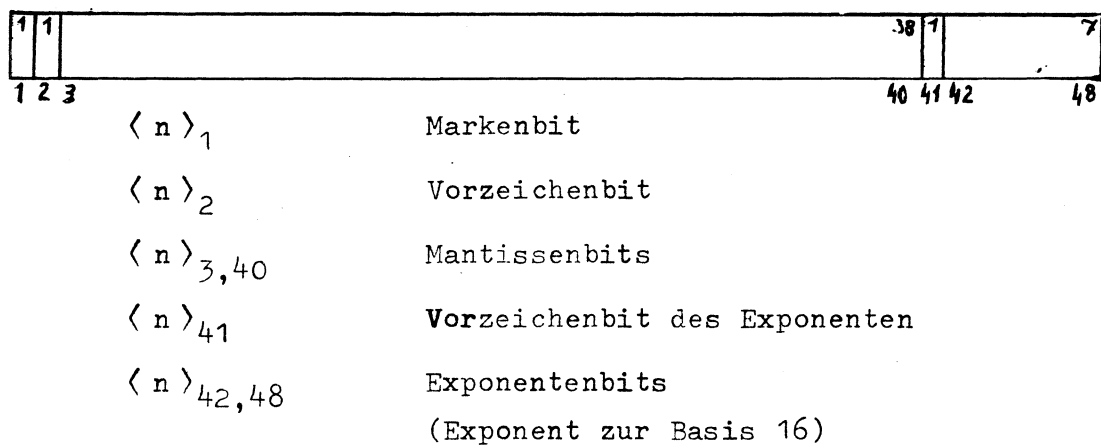 1 1 38 1 7
1 2 3 40 41 42 48
⟨ n ⟩₁ Markenbit
⟨ n ⟩₂ Vorzeichenbit
⟨ n ⟩₃,₄₀ Mantissenbits
⟨ n ⟩₄₁ Vorzeichenbit des Exponenten
⟨ n ⟩₄₂,₄₈ Exponentenbits
(Exponent zur Basis 16)